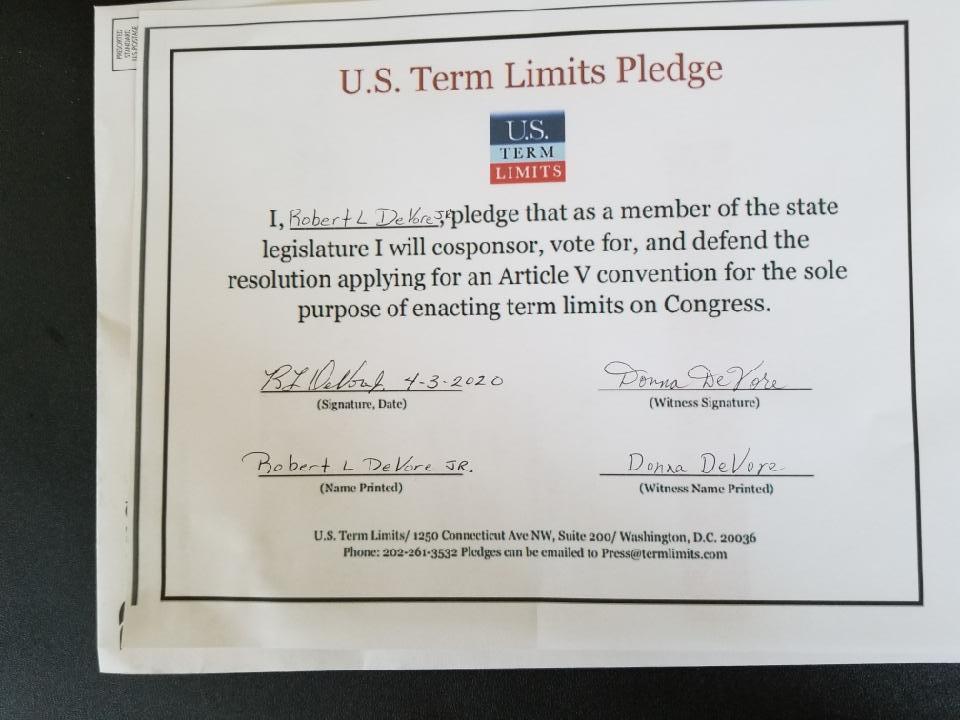 PRESORTED
STANDARD
U.S. POSTAGE
U.S. Term Limits Pledge
U.S.
TERM
LIMITS
I, Robert L DeVore JR, pledge that as a member of the state
legislature I will cosponsor, vote for, and defend the
resolution applying for an Article V convention for the sole
purpose of enacting term limits on Congress.
RL DeVore Jr. 4-3-2020 Donna DeVore
(Signature, Date) (Witness Signature)
Robert L DeVore JR. Donna DeVore
(Name Printed) (Witness Name Printed)
U.S. Term Limits/ 1250 Connecticut Ave NW, Suite 200/ Washington, D.C. 20036
Phone: 202-261-3532 Pledges can be emailed to Press@termlimits.com